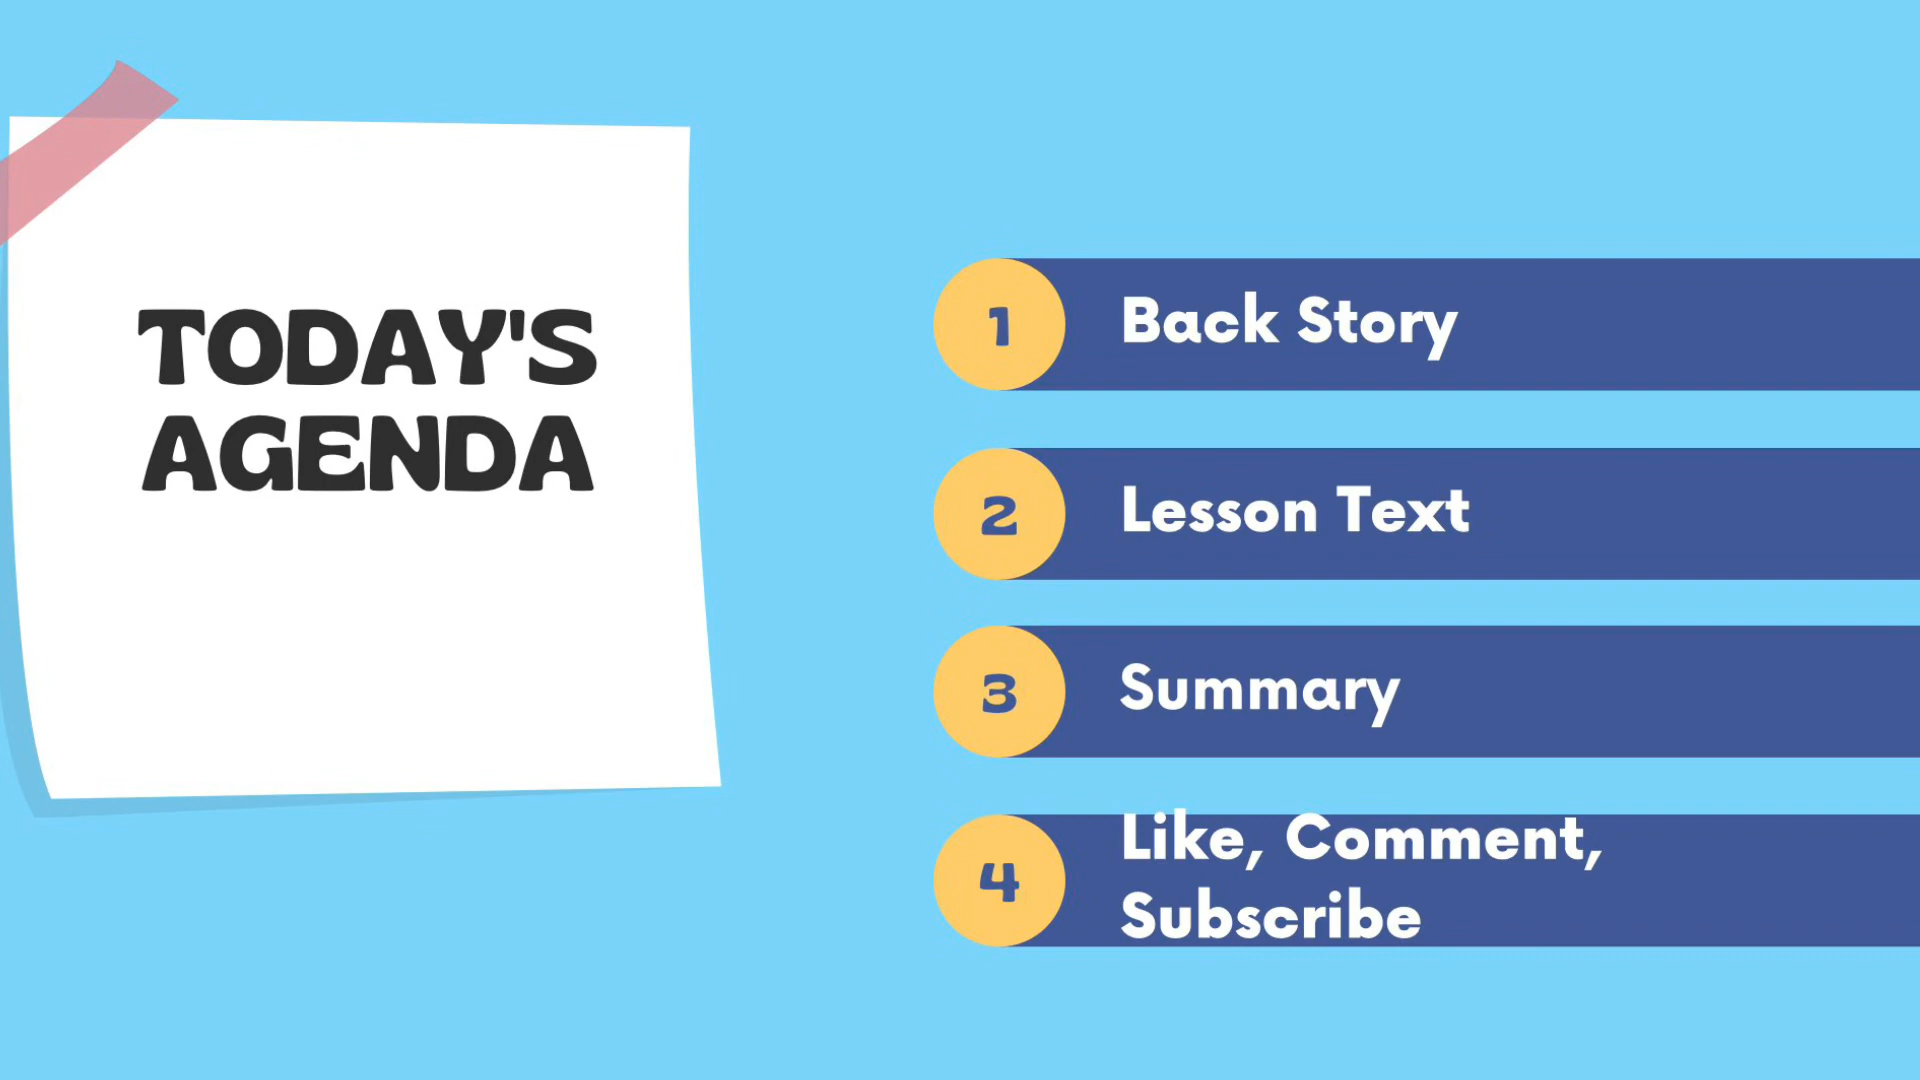 TODAY'S
AGENDA
1 Back Story
2 Lesson Text
3 Summary
4 Like, Comment,
Subscribe